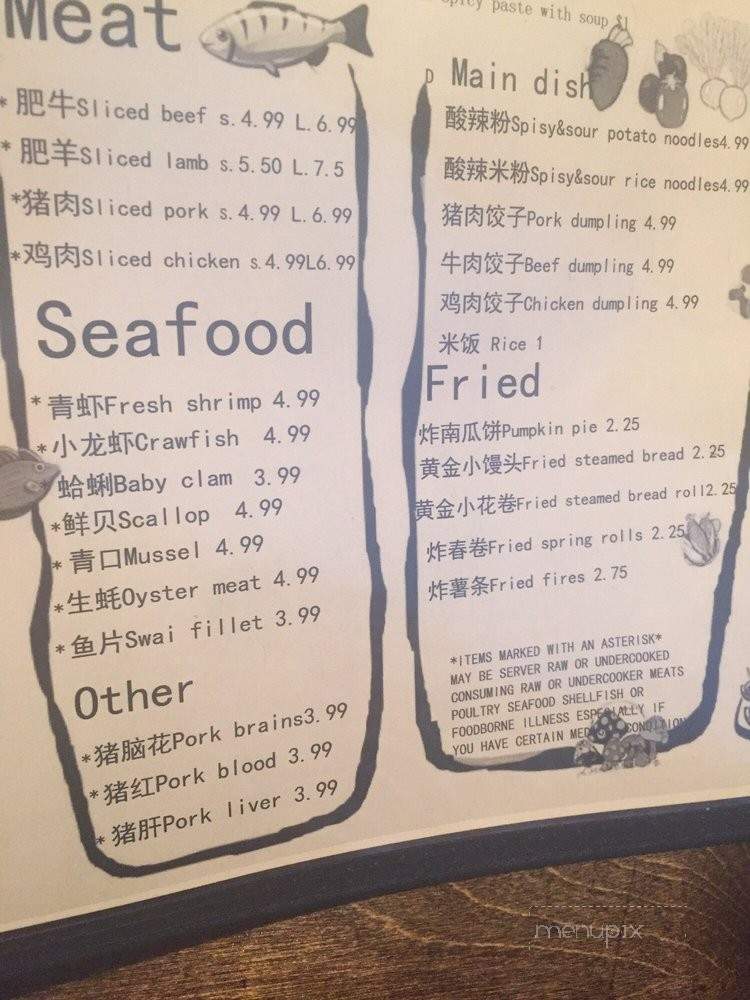 Meat
* 肥牛Sliced beef s.4.99 L.6.99
* 肥羊Sliced lamb s.5.50 L.7.5
*猪肉Sliced pork s.4.99 L.6.99
*鸡肉Sliced chicken s.4.99L6.99
Seafood
* 青虾Fresh shrimp 4.99
*小龙虾Crawfish 4.99
*蛤蜊Baby clam 3.99
*鲜贝Scallop 4.99
* 青口Mussel 4.99
*生蚝Oyster meat 4.99
* 鱼片Swai fillet 3.99
Other
*猪脑花Pork brains3.99
*猪红Pork blood 3.99
* 猪肝Pork liver 3.99
spicy paste with soup $1
D Main dish
酸辣粉Spisy&sour potato noodles4.99
酸辣米粉Spisy&sour rice noodles4.99
猪肉饺子Pork dumpling 4.99
牛肉饺子Beef dumpling 4.99
鸡肉饺子Chicken dumpling 4.99
米饭 Rice 1
Fried
炸南瓜饼Pumpkin pie 2.25
黄金小馒头Fried steamed bread 2.25
黄金小花卷Fried steamed bread roll2.25
炸春卷Fried spring rolls 2.25
炸薯条Fried fires 2.75
*ITEMS MARKED WITH AN ASTERISK*
MAY BE SERVER RAW OR UNDERCOOKED
CONSUMING RAW OR UNDERCOOKER MEATS
POULTRY SEAFOOD SHELLFISH OR
FOODBORNE ILLNESS ESPECIALLY IF
YOU HAVE CERTAIN CONDITION
menupix